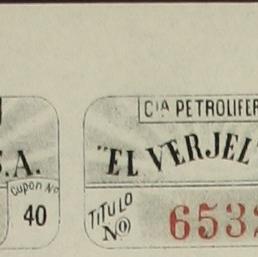 S.A.
Cupon No
40
CIA PETROLIFER
"EL VERJEL"
TITULO
No
653